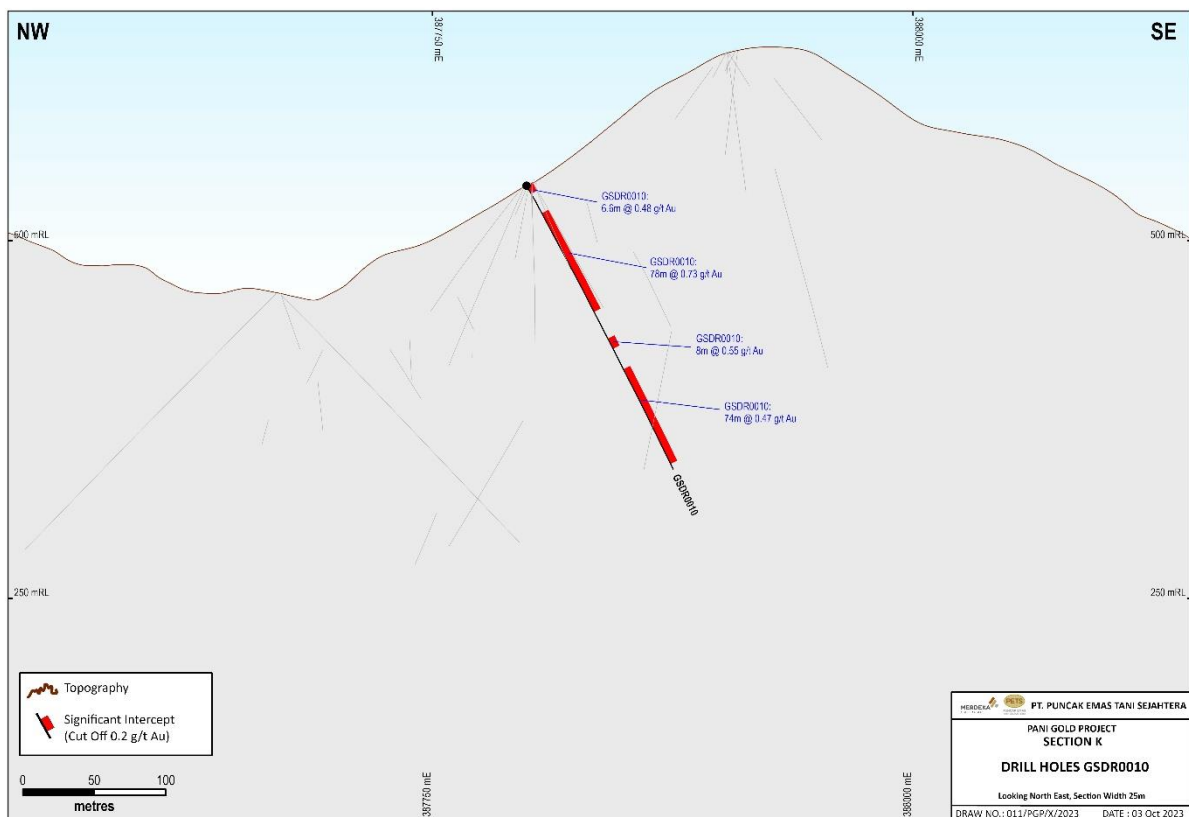 NW
387750 mE
388000 mE
SE
GSDR0010:
6.6m @ 0.48 g/t Au
500 mRL
500 mRL
GSDR0010:
78m @ 0.73 g/t Au
GSDR0010:
8m @ 0.55 g/t Au
GSDR0010:
74m @ 0.47 g/t Au
GSDR0010
250 mRL
250 mRL
Topography
Significant Intercept
(Cut Off 0.2 g/t Au)
0 50 100
metres
387750 mE
388000 mE
MERDEKA PETS PT. PUNCAK EMAS TANI SEJAHTERA
PANI GOLD PROJECT
SECTION K
DRILL HOLES GSDR0010
Looking North East, Section Width 25m
DRAW NO.: 011/PGP/X/2023 DATE : 03 Oct 2023